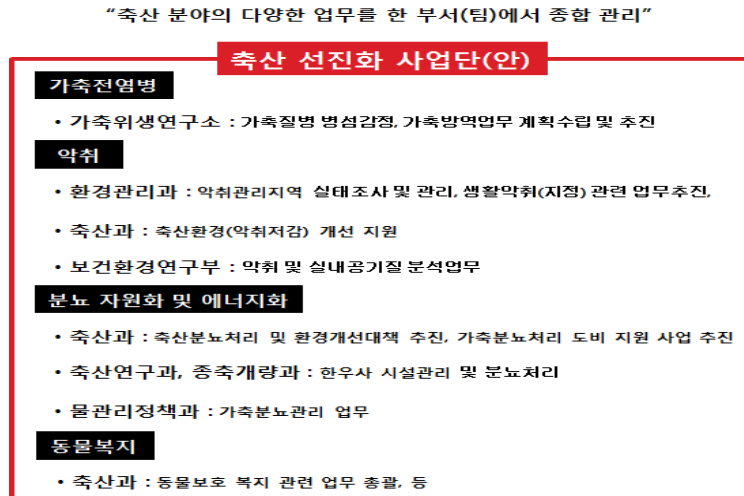 “축산 분야의 다양한 업무를 한 부서(팀)에서 종합 관리”
축산 선진화 사업단(안)
가축전염병
• 가축위생연구소 : 가축질병 병성감정, 가축방역업무 계획수립 및 추진
악취
• 환경관리과 : 악취관리지역 실태조사 및 관리, 생활악취(지정) 관련 업무추진,
• 축산과 : 축산환경(악취저감) 개선 지원
• 보건환경연구부 : 악취 및 실내공기질 분석업무
분뇨 자원화 및 에너지화
• 축산과 : 축산분뇨처리 및 환경개선대책 추진, 가축분뇨처리 도비 지원 사업 추진
• 축산연구과, 종축개량과 : 한우사 시설관리 및 분뇨처리
• 물관리정책과 : 가축분뇨관리 업무
동물복지
• 축산과 : 동물보호 복지 관련 업무 총괄, 등